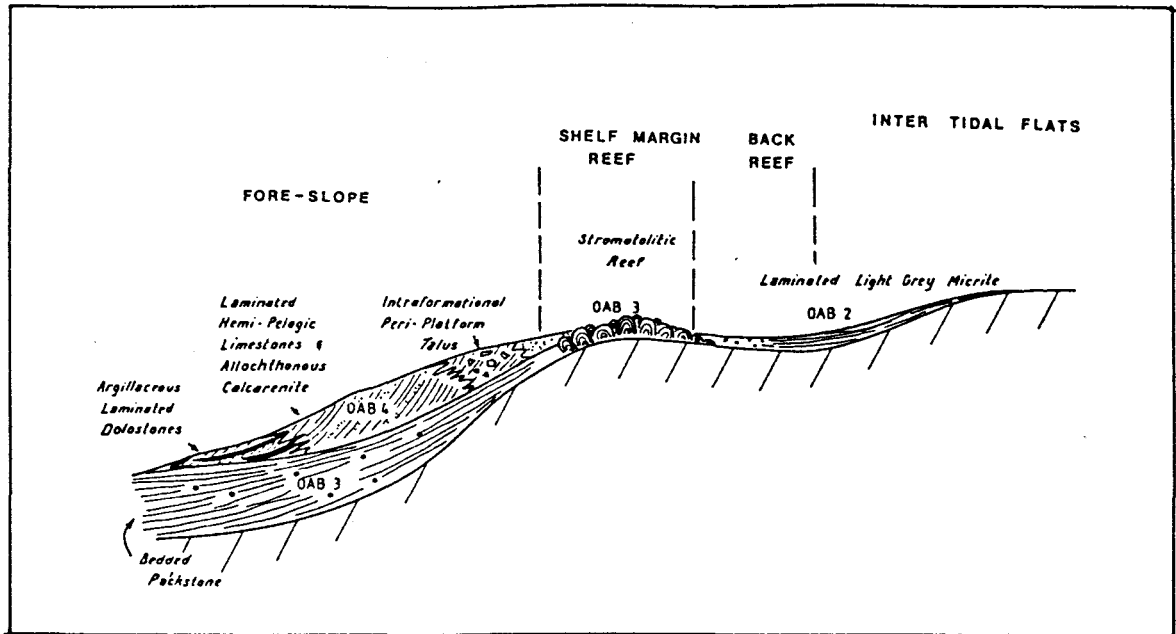 INTER TIDAL FLATS
SHELF MARGIN
REEF
BACK
REEF
FORE-SLOPE
Stromatolitic
Reef
Laminated Light Grey Micrite
OAB 3
OAB 2
Laminated
Hemi-Pelagic
Limestones &
Allochthonous
Calcarenite
Intraformational
Peri-Platform
Talus
Argillaceous
Laminated
Dolostones
OAB 4
OAB 3
Bedded
Packstone